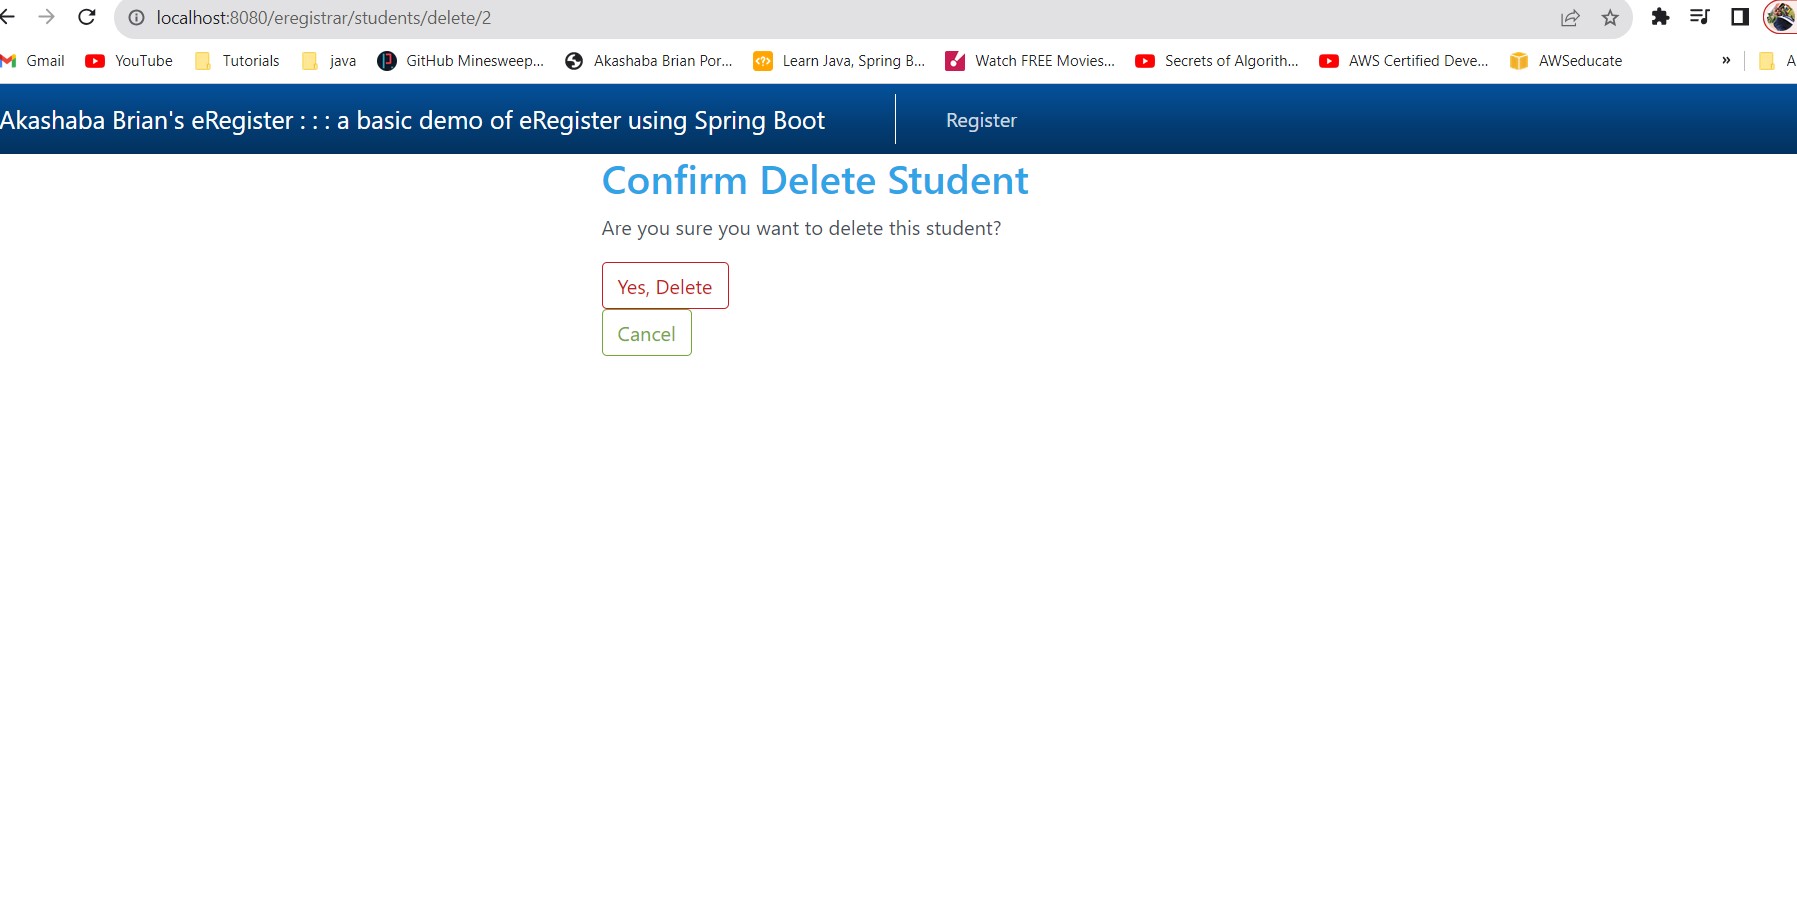 localhost:8080/eregistrar/students/delete/2
Gmail YouTube Tutorials java GitHub Minesweep... Akashaba Brian Por... Learn Java, Spring B... Watch FREE Movies... Secrets of Algorith... AWS Certified Deve... AWSeducate » A
Akashaba Brian's eRegister : : : a basic demo of eRegister using Spring Boot Register
Confirm Delete Student
Are you sure you want to delete this student?
Yes, Delete
Cancel